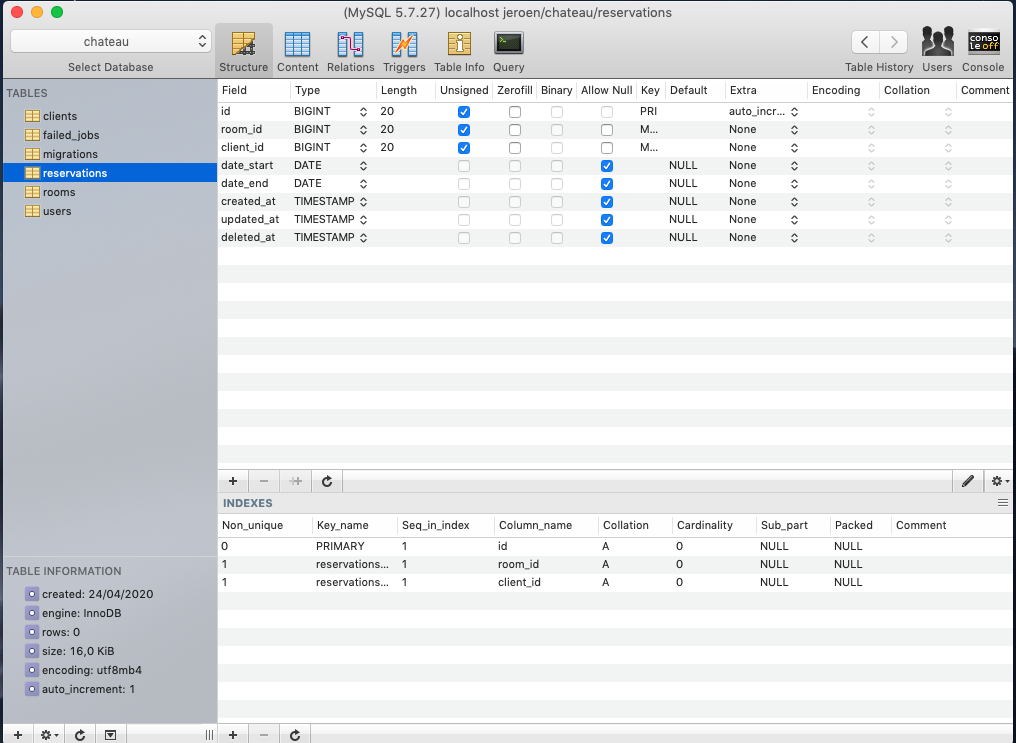 (MySQL 5.7.27) localhost jeroen/chateau/reservations
chateau
Select Database
Structure Content Relations Triggers Table Info Query
conso
le off
Table History Users Console
TABLES
clients
failed_jobs
migrations
reservations
rooms
users
Field Type Length Unsigned Zerofill Binary Allow Null Key Default Extra Encoding Collation Comment
id BIGINT 20 PRI auto_incr...
room_id BIGINT 20 M... None
client_id BIGINT 20 M... None
date_start DATE NULL None
date_end DATE NULL None
created_at TIMESTAMP NULL None
updated_at TIMESTAMP NULL None
deleted_at TIMESTAMP NULL None
INDEXES
Non_unique Key_name Seq_in_index Column_name Collation Cardinality Sub_part Packed Comment
0 PRIMARY 1 id A 0 NULL NULL
1 reservations... 1 room_id A 0 NULL NULL
1 reservations... 1 client_id A 0 NULL NULL
TABLE INFORMATION
created: 24/04/2020
engine: InnoDB
rows: 0
size: 16,0 KiB
encoding: utf8mb4
auto_increment: 1